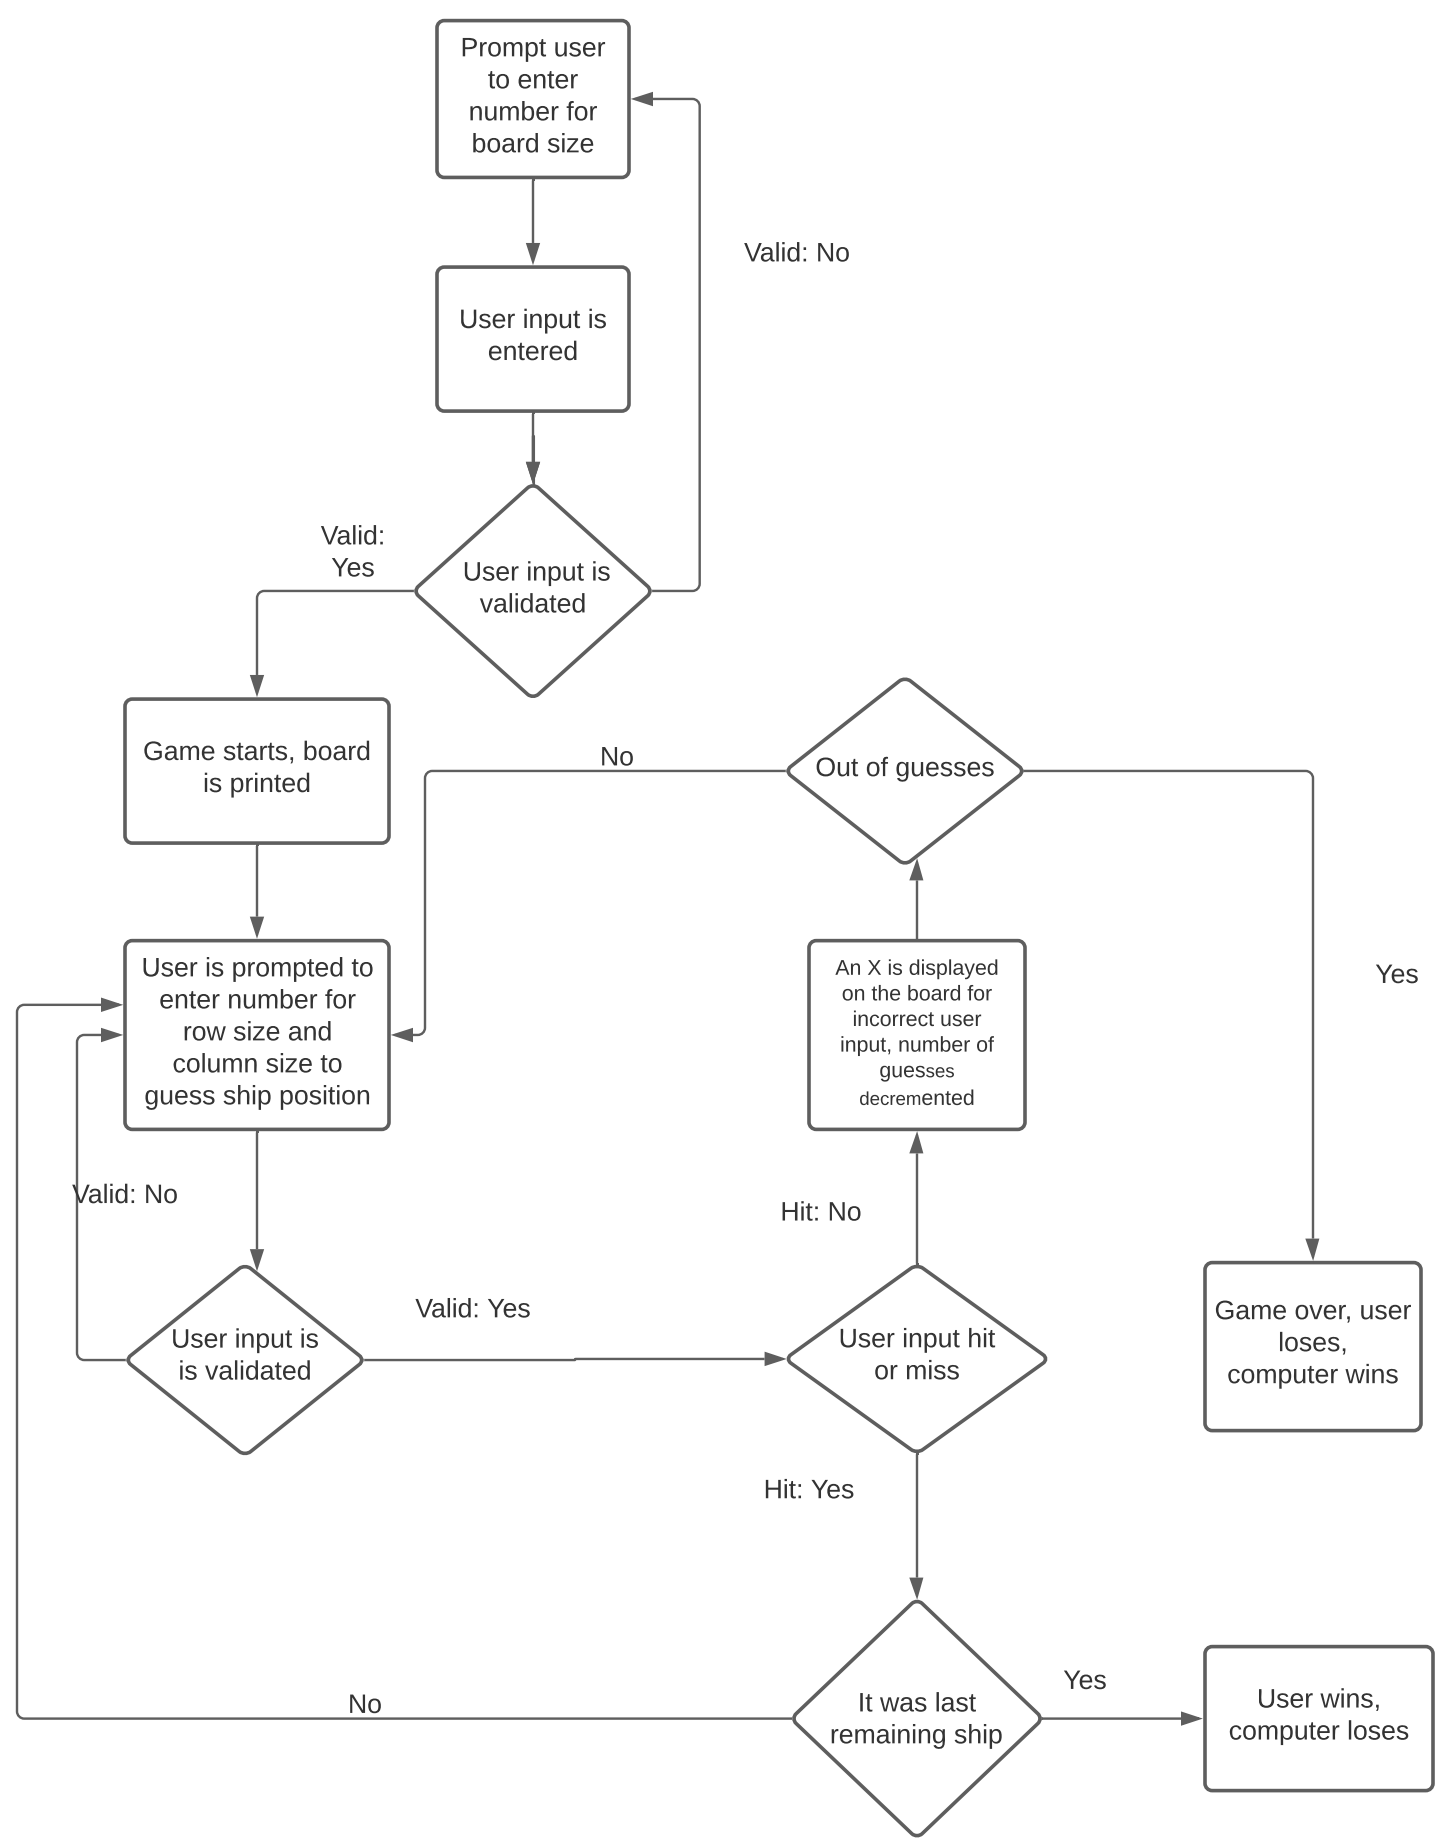 Prompt user
to enter
number for
board size
Valid: No
User input is
entered
Valid:
Yes
User input is
validated
Game starts, board
is printed
No
Out of guesses
Yes
User is prompted to
enter number for
row size and
column size to
guess ship position
An X is displayed
on the board for
incorrect user
input, number of
guesses
decremented
Valid: No
Hit: No
Valid: Yes
User input is
is validated
User input hit
or miss
Game over, user
loses,
computer wins
Hit: Yes
No
It was last
remaining ship
Yes
User wins,
computer loses